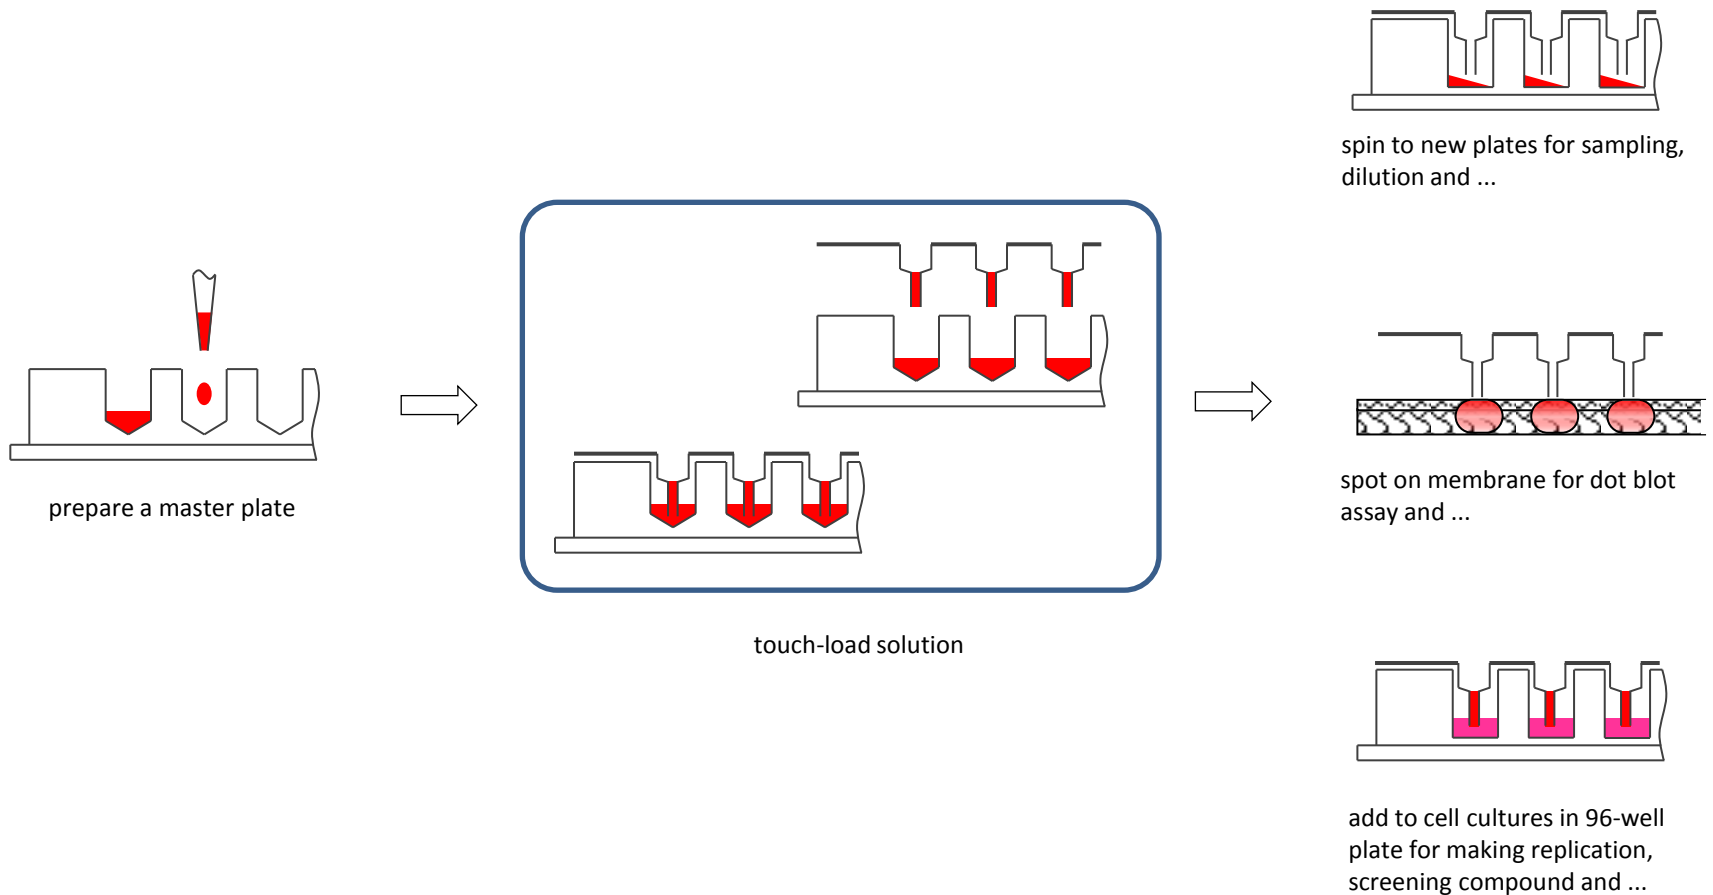 prepare a master plate
touch-load solution
spin to new plates for sampling,
dilution and ...
spot on membrane for dot blot
assay and ...
add to cell cultures in 96-well
plate for making replication,
screening compound and ...